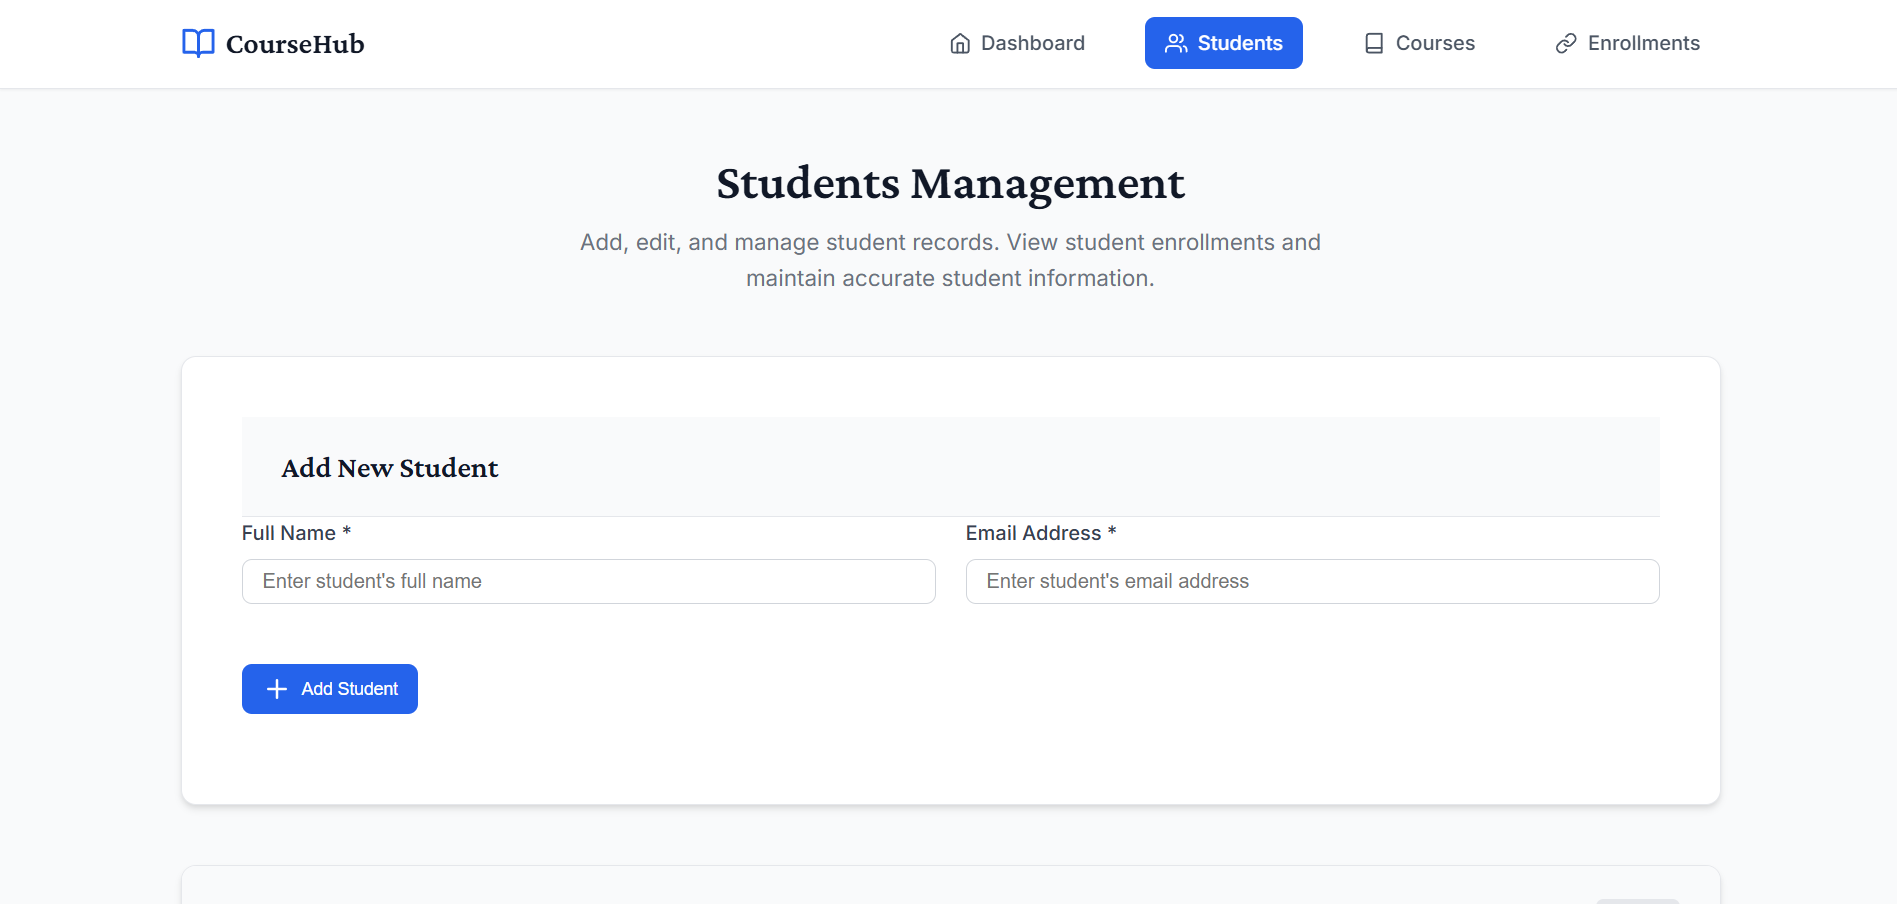 CourseHub
Dashboard
Students
Courses
Enrollments
Students Management
Add, edit, and manage student records. View student enrollments and
maintain accurate student information.
Add New Student
Full Name *
Email Address *
Enter student's full name
Enter student's email address
Add Student